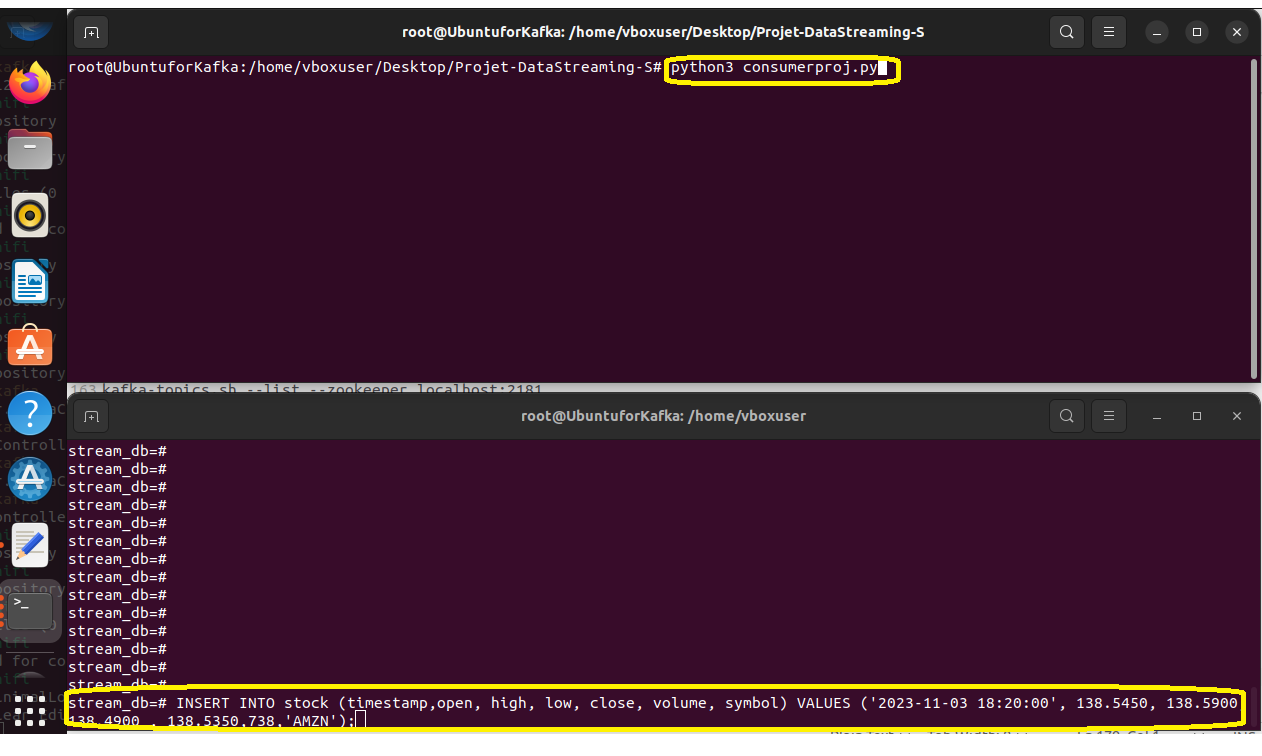 root@UbuntuforKafka: /home/vboxuser/Desktop/Projet-DataStreaming-S
root@UbuntuforKafka:/home/vboxuser/Desktop/Projet-DataStreaming-S# python3 consumerproj.py
163 kafka-topics.sh --list --zookeeper localhost:2181
root@UbuntuforKafka: /home/vboxuser
stream_db=#
stream_db=#
stream_db=#
stream_db=#
stream_db=#
stream_db=#
stream_db=#
stream_db=#
stream_db=#
stream_db=#
stream_db=#
stream_db=#
stream_db=#
stream_db=#
stream_db=# INSERT INTO stock (timestamp,open, high, low, close, volume, symbol) VALUES ('2023-11-03 18:20:00', 138.5450, 138.5900
138.4900 , 138.5350,738,'AMZN');